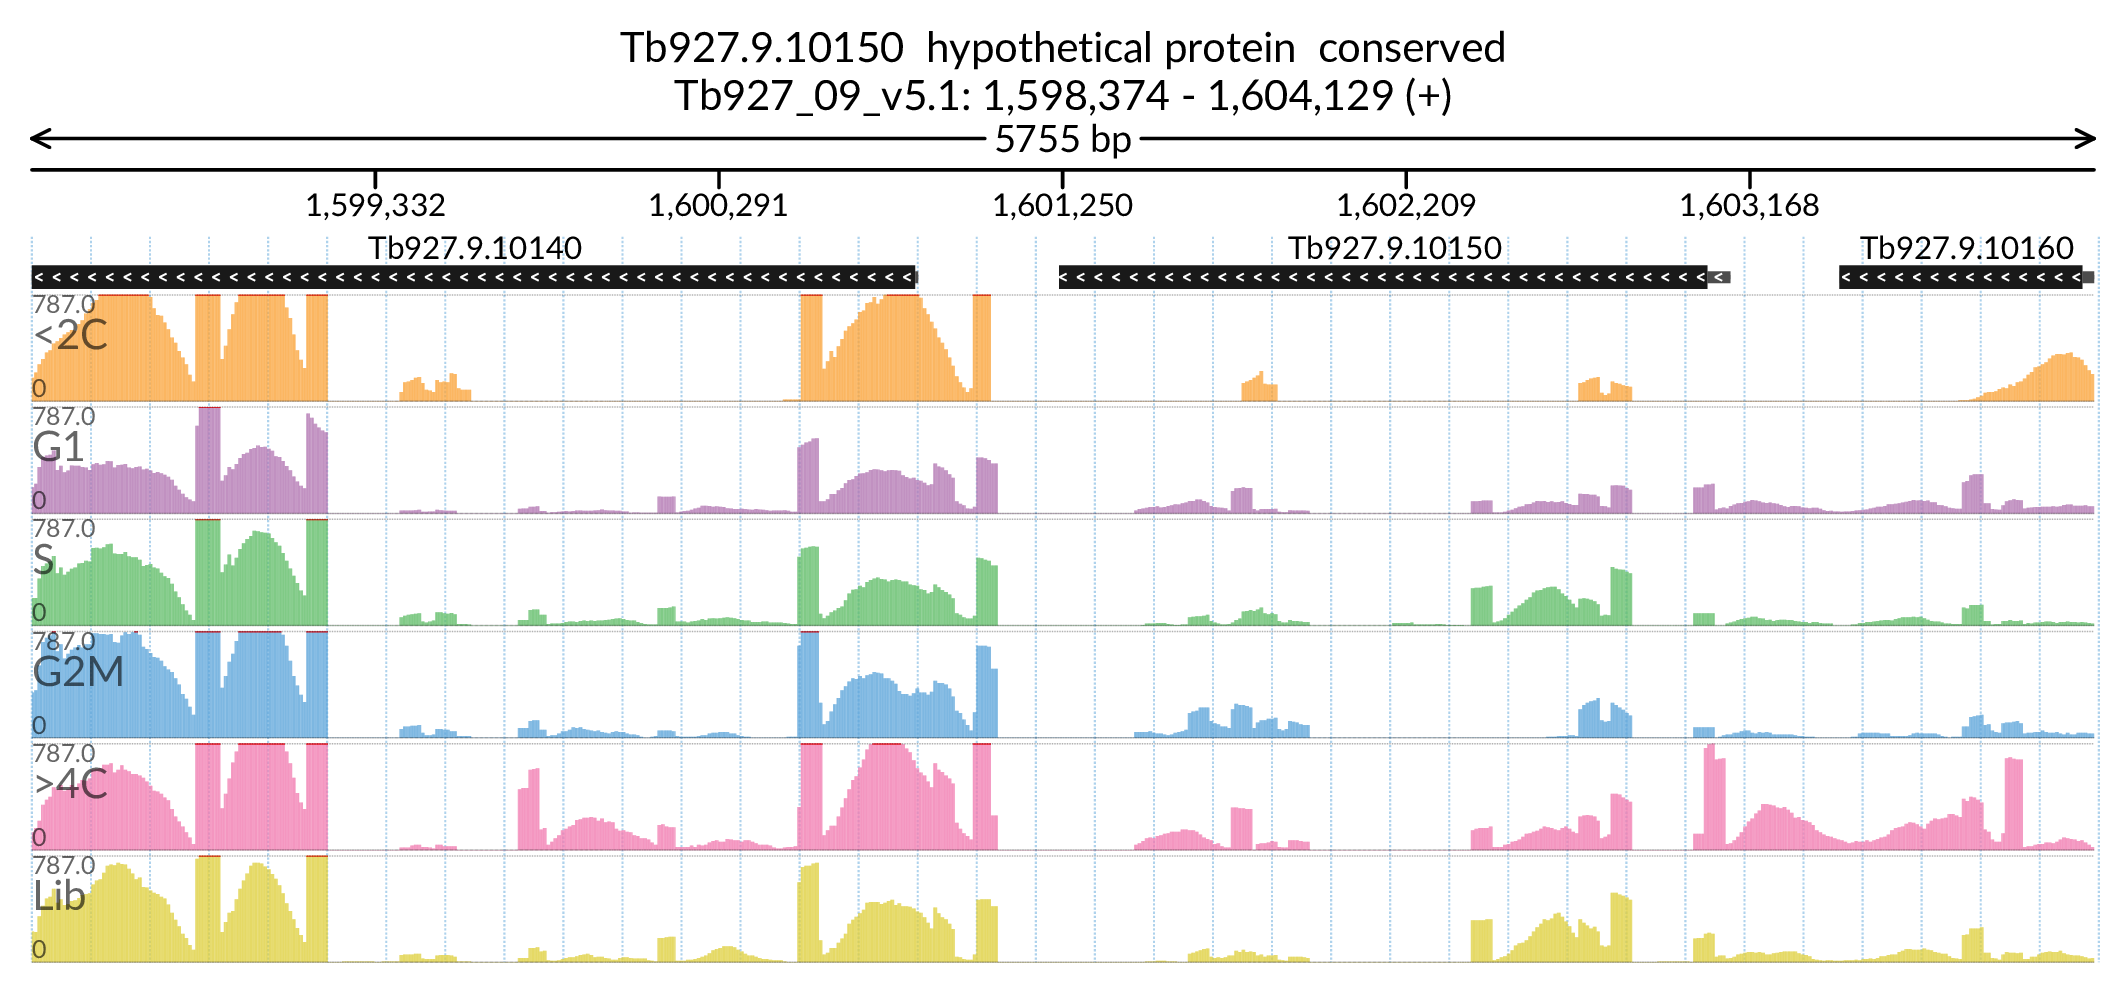 Tb927.9.10150  hypothetical protein  conserved
Tb927_09_v5.1: 1,598,374 - 1,604,129 (+)
5755 bp
1,599,332 1,600,291 1,601,250 1,602,209 1,603,168
Tb927.9.10140 Tb927.9.10150 Tb927.9.10160
787.0
<2C
0
787.0
G1
0
787.0
S
0
787.0
G2M
0
787.0
>4C
0
787.0
Lib
0